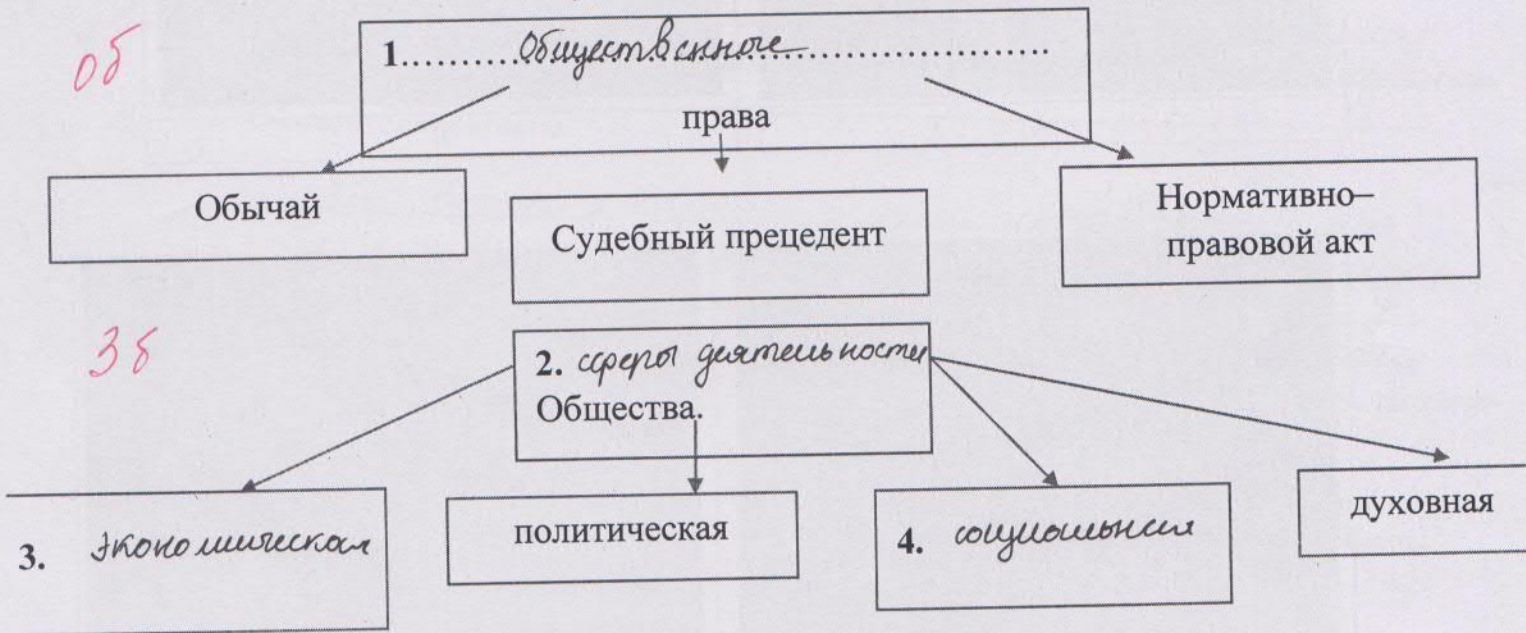 0б
1.........Общественные..............................
права
Обычай
Судебный прецедент
Нормативно–
правовой акт
3б
2. сферы деятельности
Общества.
3. экономическая
политическая
4. социальная
духовная